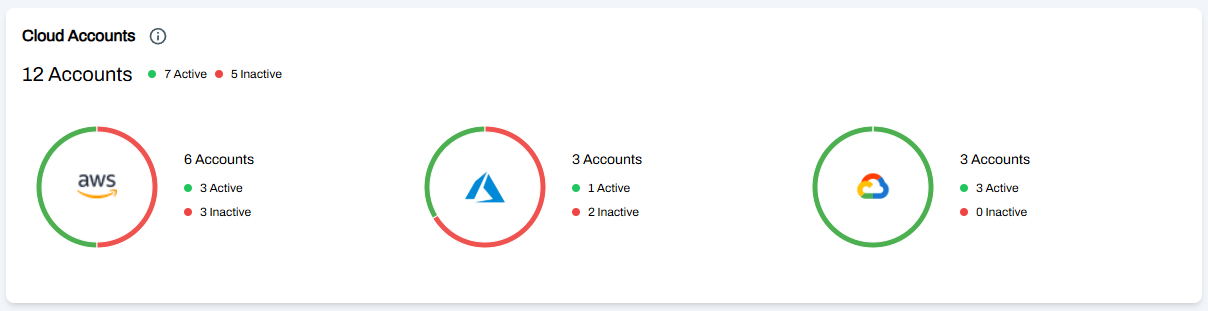 Cloud Accounts
12 Accounts 7 Active 5 Inactive
aws
6 Accounts
3 Active
3 Inactive
3 Accounts
1 Active
2 Inactive
3 Accounts
3 Active
0 Inactive